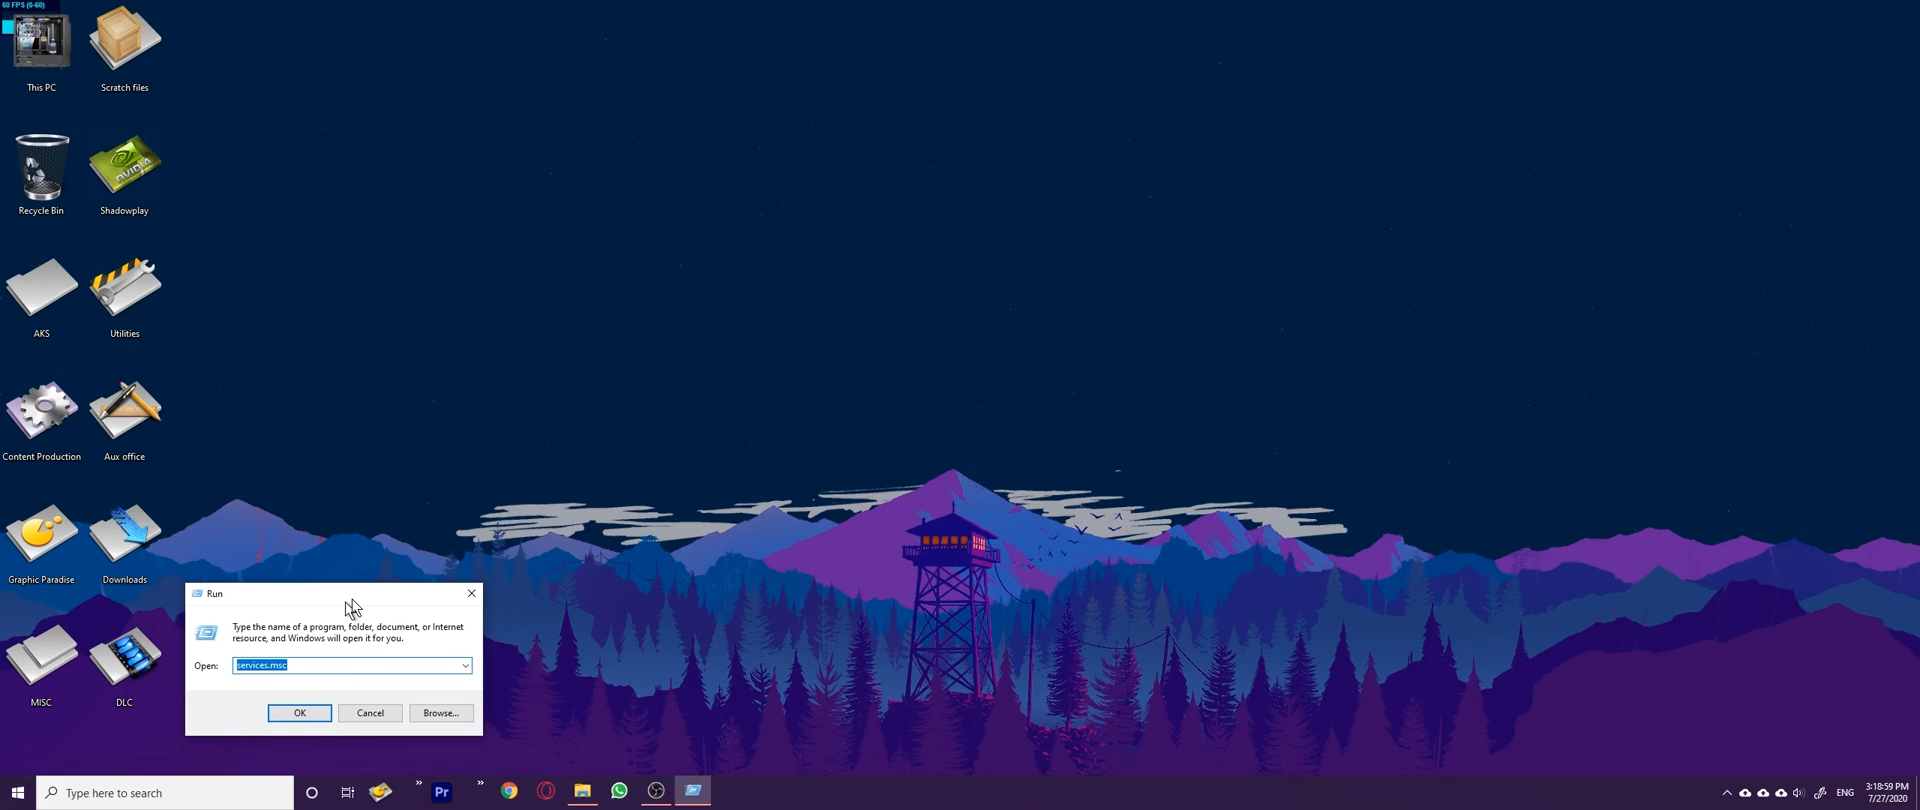 60 FPS (0-60)
This PC
Scratch files
NVIDIA
Recycle Bin
Shadowplay
AKS
Utilities
Content Production
Aux office
Graphic Paradise
Downloads
MISC
DLC
Run
Type the name of a program, folder, document, or Internet
resource, and Windows will open it for you.
Open: services.msc
OK
Cancel
Browse...
Type here to search
»
Pr
»
ENG
3:18:59 PM
7/27/2020